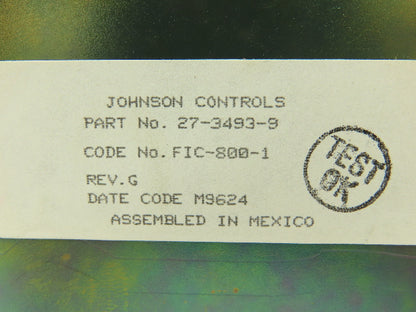 JOHNSON CONTROLS
PART No. 27-3493-9
CODE No. FIC-800-1
REV.G
DATE CODE M9624
ASSEMBLED IN MEXICO
TEST
OK